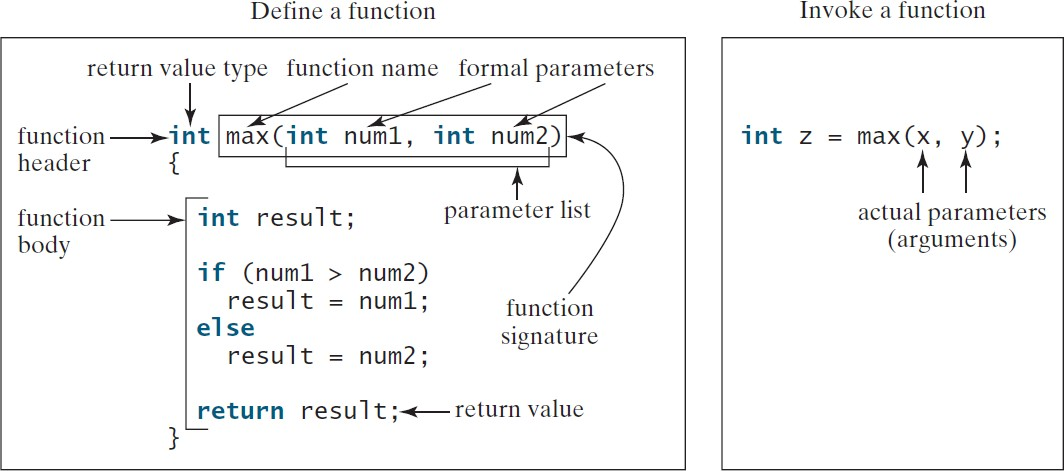 Define a function
Invoke a function
return value type function name formal parameters
function header
int max(int num1, int num2)
{
parameter list
function signature
function body
int result;
if (num1 > num2)
result = num1;
else
result = num2;
return result;
return value
}
int z = max(x, y);
actual parameters
(arguments)